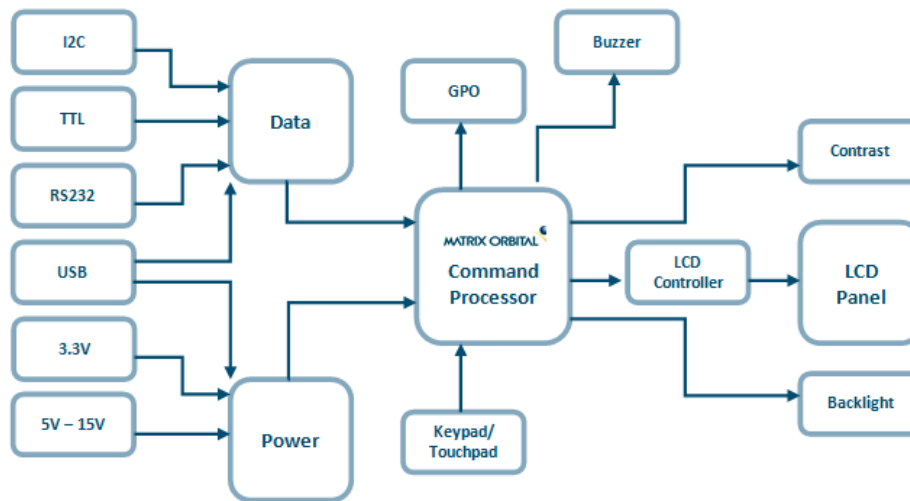 I2C
TTL
RS232
USB
3.3V
5V – 15V
Data
Power
GPO
Buzzer
MATRIX ORBITAL
Command
Processor
Keypad/
Touchpad
LCD
Controller
Contrast
LCD
Panel
Backlight